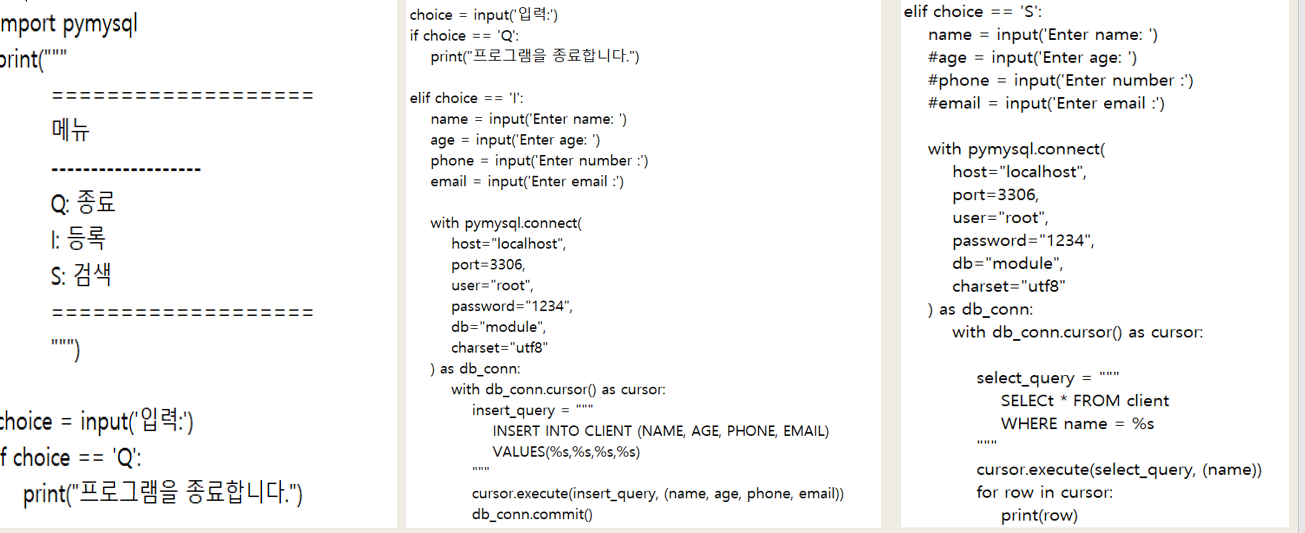 mport pymysql
print("""
====================
메뉴
-------------------
Q: 종료
I: 등록
S: 검색
====================
""")
choice = input('입력:')
f choice == 'Q':
print("프로그램을 종료합니다.")
choice = input('입력:')
if choice == 'Q':
print("프로그램을 종료합니다.")
elif choice == 'I':
name = input('Enter name: ')
age = input('Enter age: ')
phone = input('Enter number :')
email = input('Enter email :')
with pymysql.connect(
host="localhost",
port=3306,
user="root",
password="1234",
db="module",
charset="utf8"
) as db_conn:
with db_conn.cursor() as cursor:
insert_query = """
INSERT INTO CLIENT (NAME, AGE, PHONE, EMAIL)
VALUES(%s,%s,%s,%s)
"""
cursor.execute(insert_query, (name, age, phone, email))
db_conn.commit()
elif choice == 'S':
name = input('Enter name: ')
#age = input('Enter age: ')
#phone = input('Enter number :')
#email = input('Enter email :')
with pymysql.connect(
host="localhost",
port=3306,
user="root",
password="1234",
db="module",
charset="utf8"
) as db_conn:
with db_conn.cursor() as cursor:
select_query = """
SELECt * FROM client
WHERE name = %s
"""
cursor.execute(select_query, (name))
for row in cursor:
print(row)